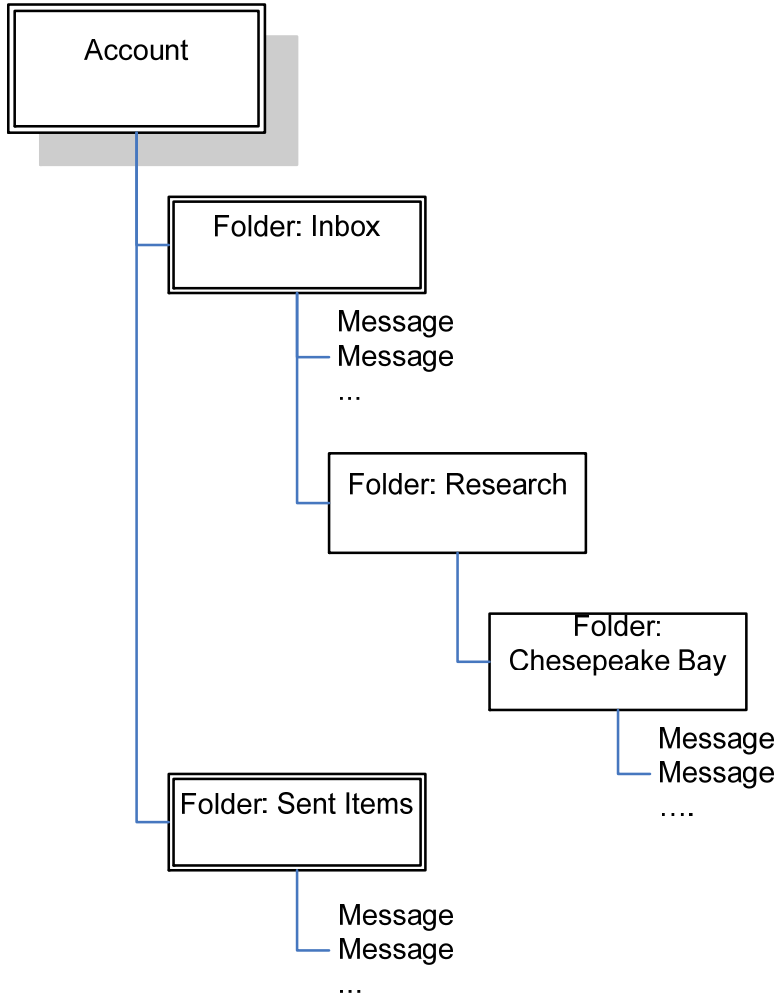 Account
Folder: Inbox
Message
Message
...
Folder: Research
Folder:
Chesepeake Bay
Message
Message
....
Folder: Sent Items
Message
Message
...